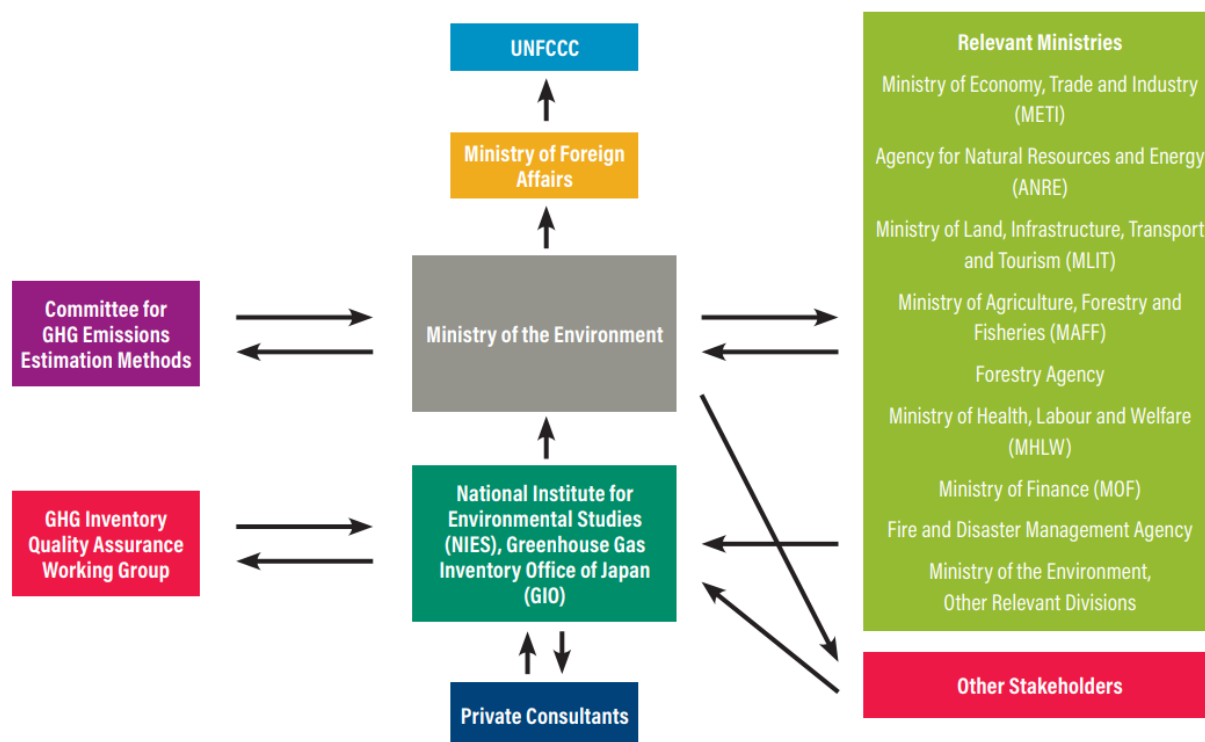 UNFCCC
Ministry of Foreign
Affairs
Committee for
GHG Emissions
Estimation Methods
Ministry of the Environment
GHG Inventory
Quality Assurance
Working Group
National Institute for
Environmental Studies
(NIES), Greenhouse Gas
Inventory Office of Japan
(GIO)
Private Consultants
Relevant Ministries
Ministry of Economy, Trade and Industry
(METI)
Agency for Natural Resources and Energy
(ANRE)
Ministry of Land, Infrastructure, Transport
and Tourism (MLIT)
Ministry of Agriculture, Forestry and
Fisheries (MAFF)
Forestry Agency
Ministry of Health, Labour and Welfare
(MHLW)
Ministry of Finance (MOF)
Fire and Disaster Management Agency
Ministry of the Environment,
Other Relevant Divisions
Other Stakeholders